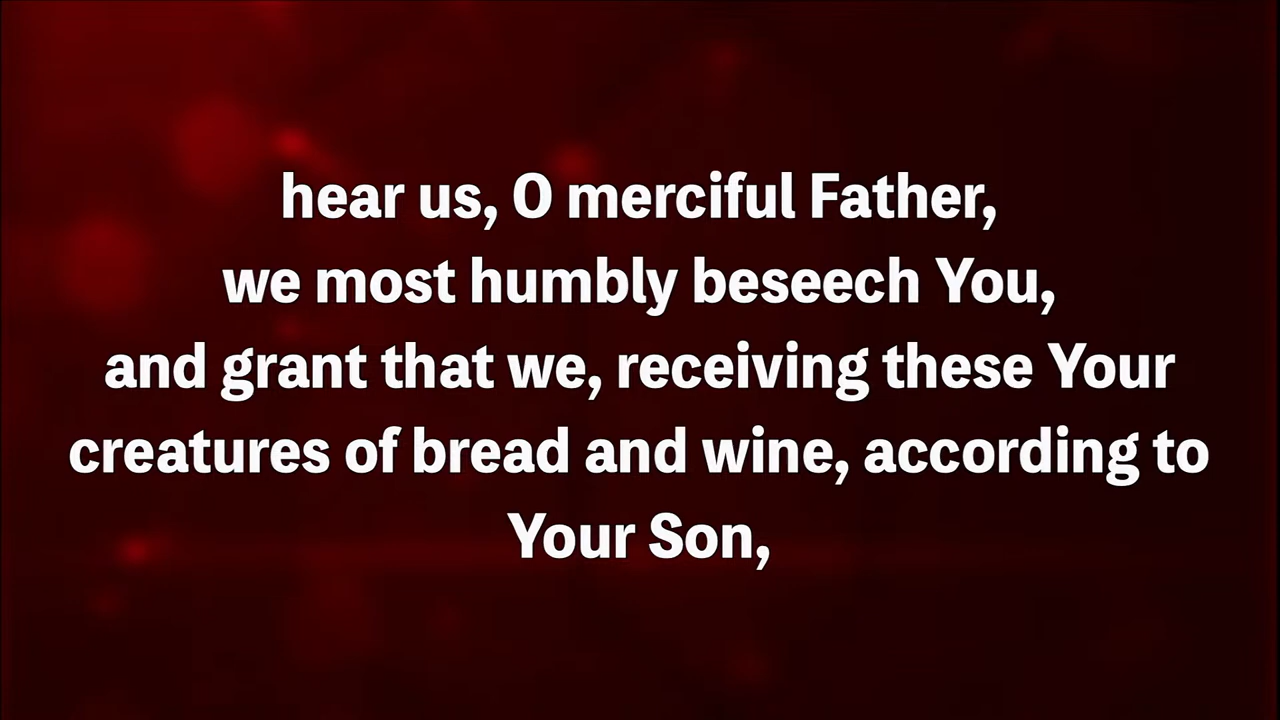 hear us, O merciful Father,
we most humbly beseech You,
and grant that we, receiving these Your
creatures of bread and wine, according to
Your Son,